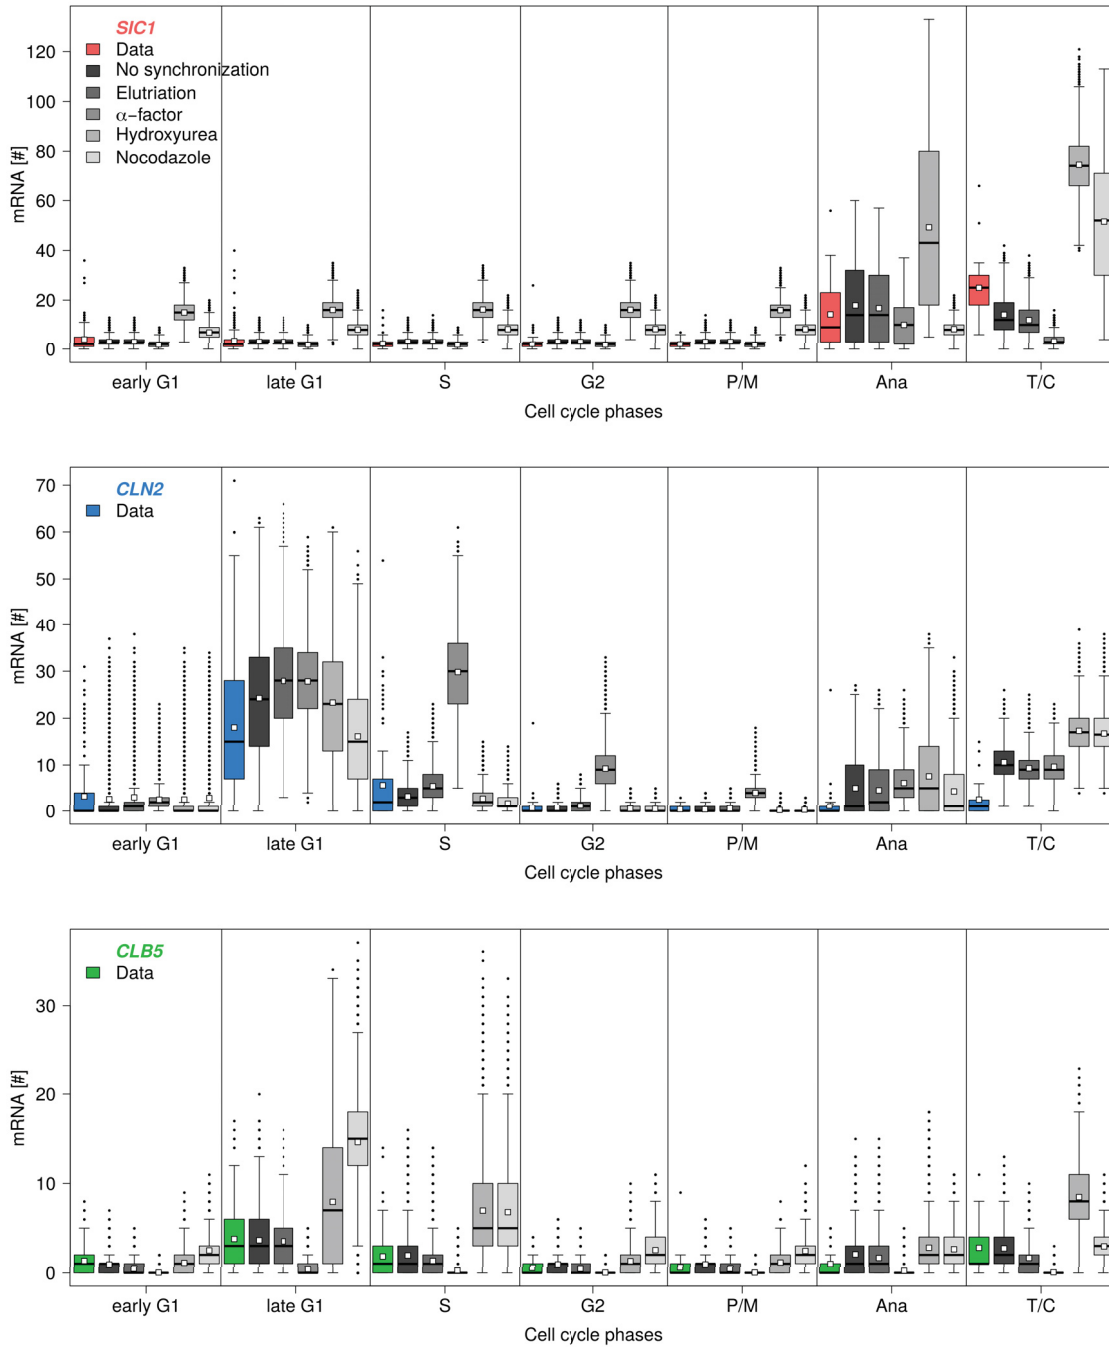 SIC1
Data
No synchronization
Elutriation
α−factor
Hydroxyurea
Nocodazole
mRNA [#]
120
100
80
60
40
20
0
early G1 late G1 S G2 P/M Ana T/C
Cell cycle phases
CLN2
Data
mRNA [#]
70
60
50
40
30
20
10
0
early G1 late G1 S G2 P/M Ana T/C
Cell cycle phases
CLB5
Data
mRNA [#]
30
20
10
0
early G1 late G1 S G2 P/M Ana T/C
Cell cycle phases